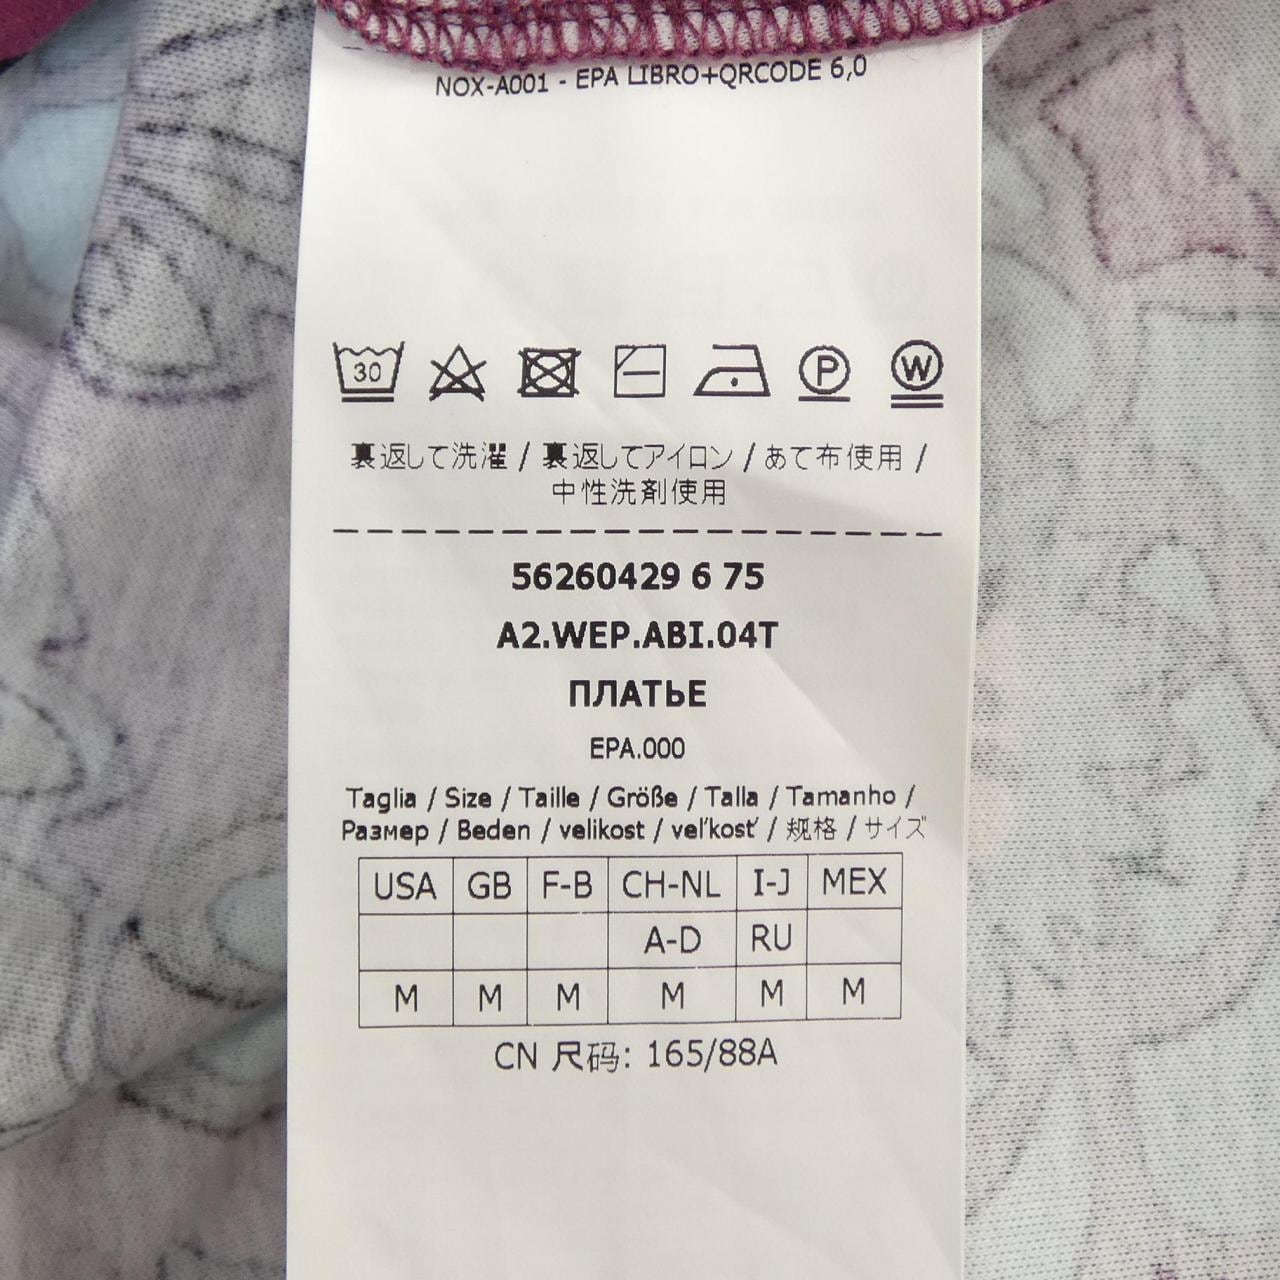 NOX-A001 - EPA LIBRO+QRCODE 6,0
30 P W
裏返して洗濯 / 裏返してアイロン / あて布使用 /
中性洗剤使用
56260429 6 75
A2.WEP.ABI.04T
ПЛАТЬЕ
EPA.000
Taglia / Size / Taille / Größe / Talla / Tamanho /
Размер / Beden / velikost / veľkosť / 规格 / サイズ
USA GB F-B CH-NL I-J MEX
A-D RU
M M M M M M
CN 尺码: 165/88A